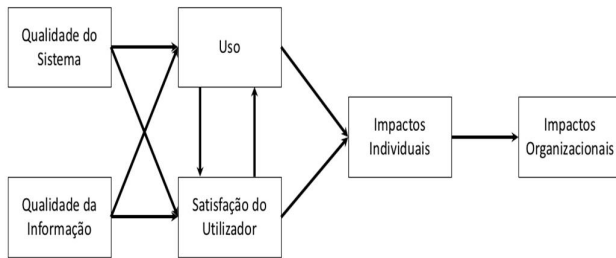 Qualidade do
Sistema
Uso
Impactos
Individuais
Impactos
Organizacionais
Qualidade da
Informação
Satisfação do
Utilizador